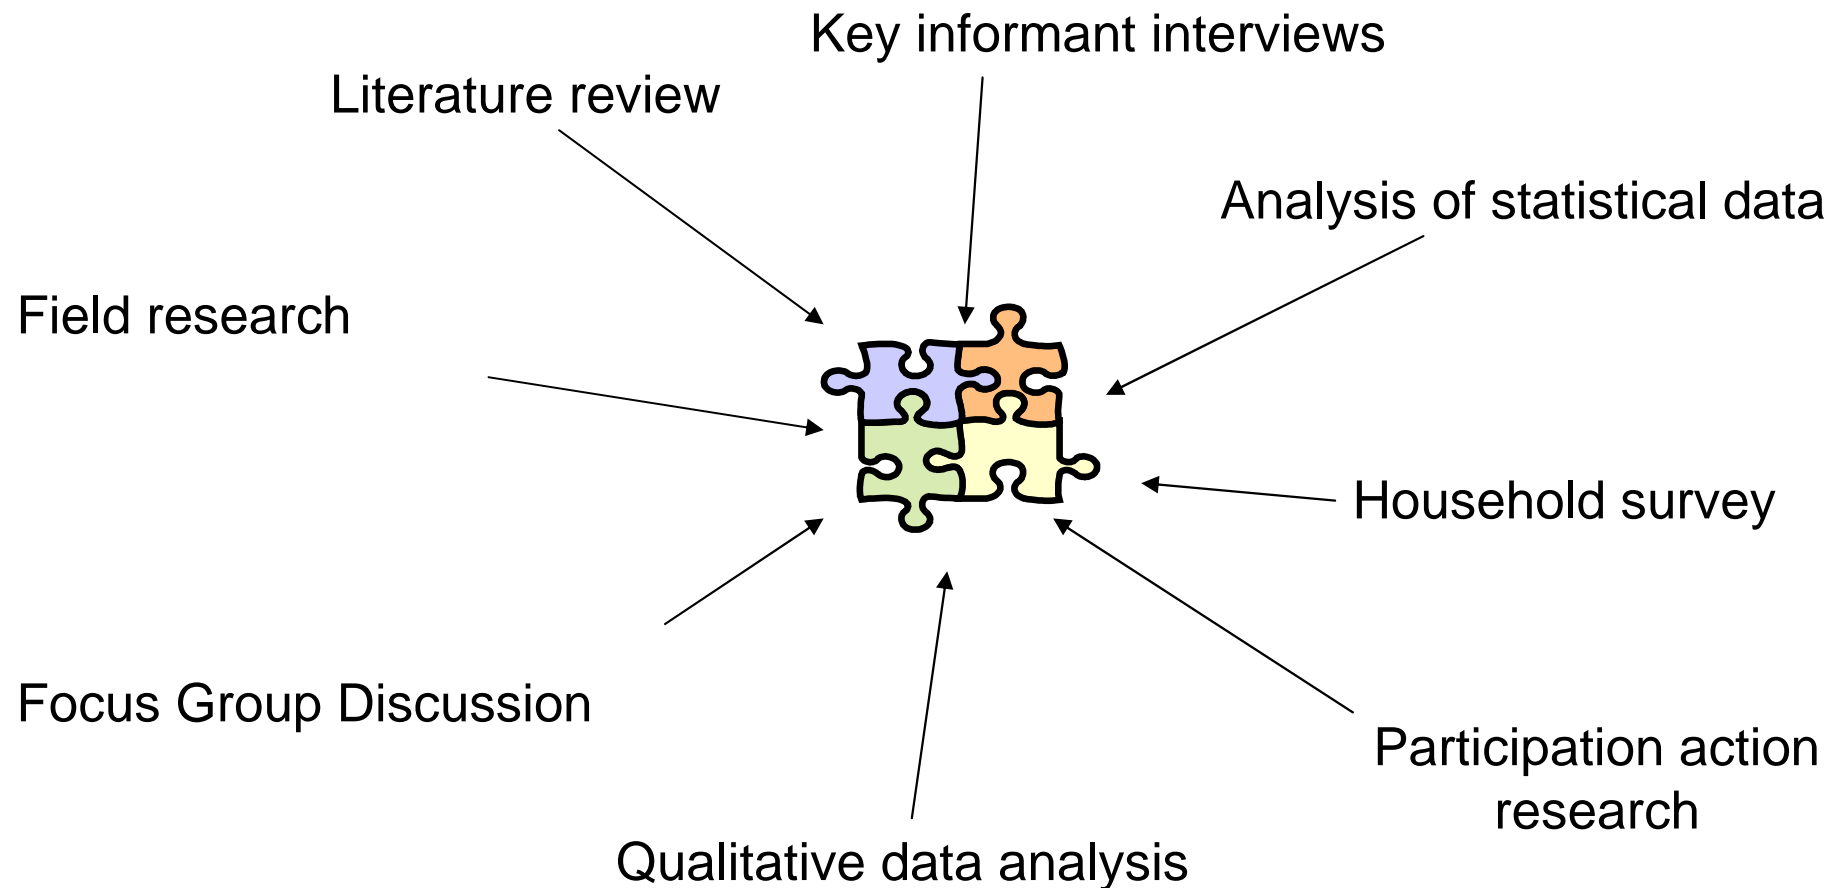 Key informant interviews
Literature review
Analysis of statistical data
Field research
Household survey
Focus Group Discussion
Participation action
research
Qualitative data analysis